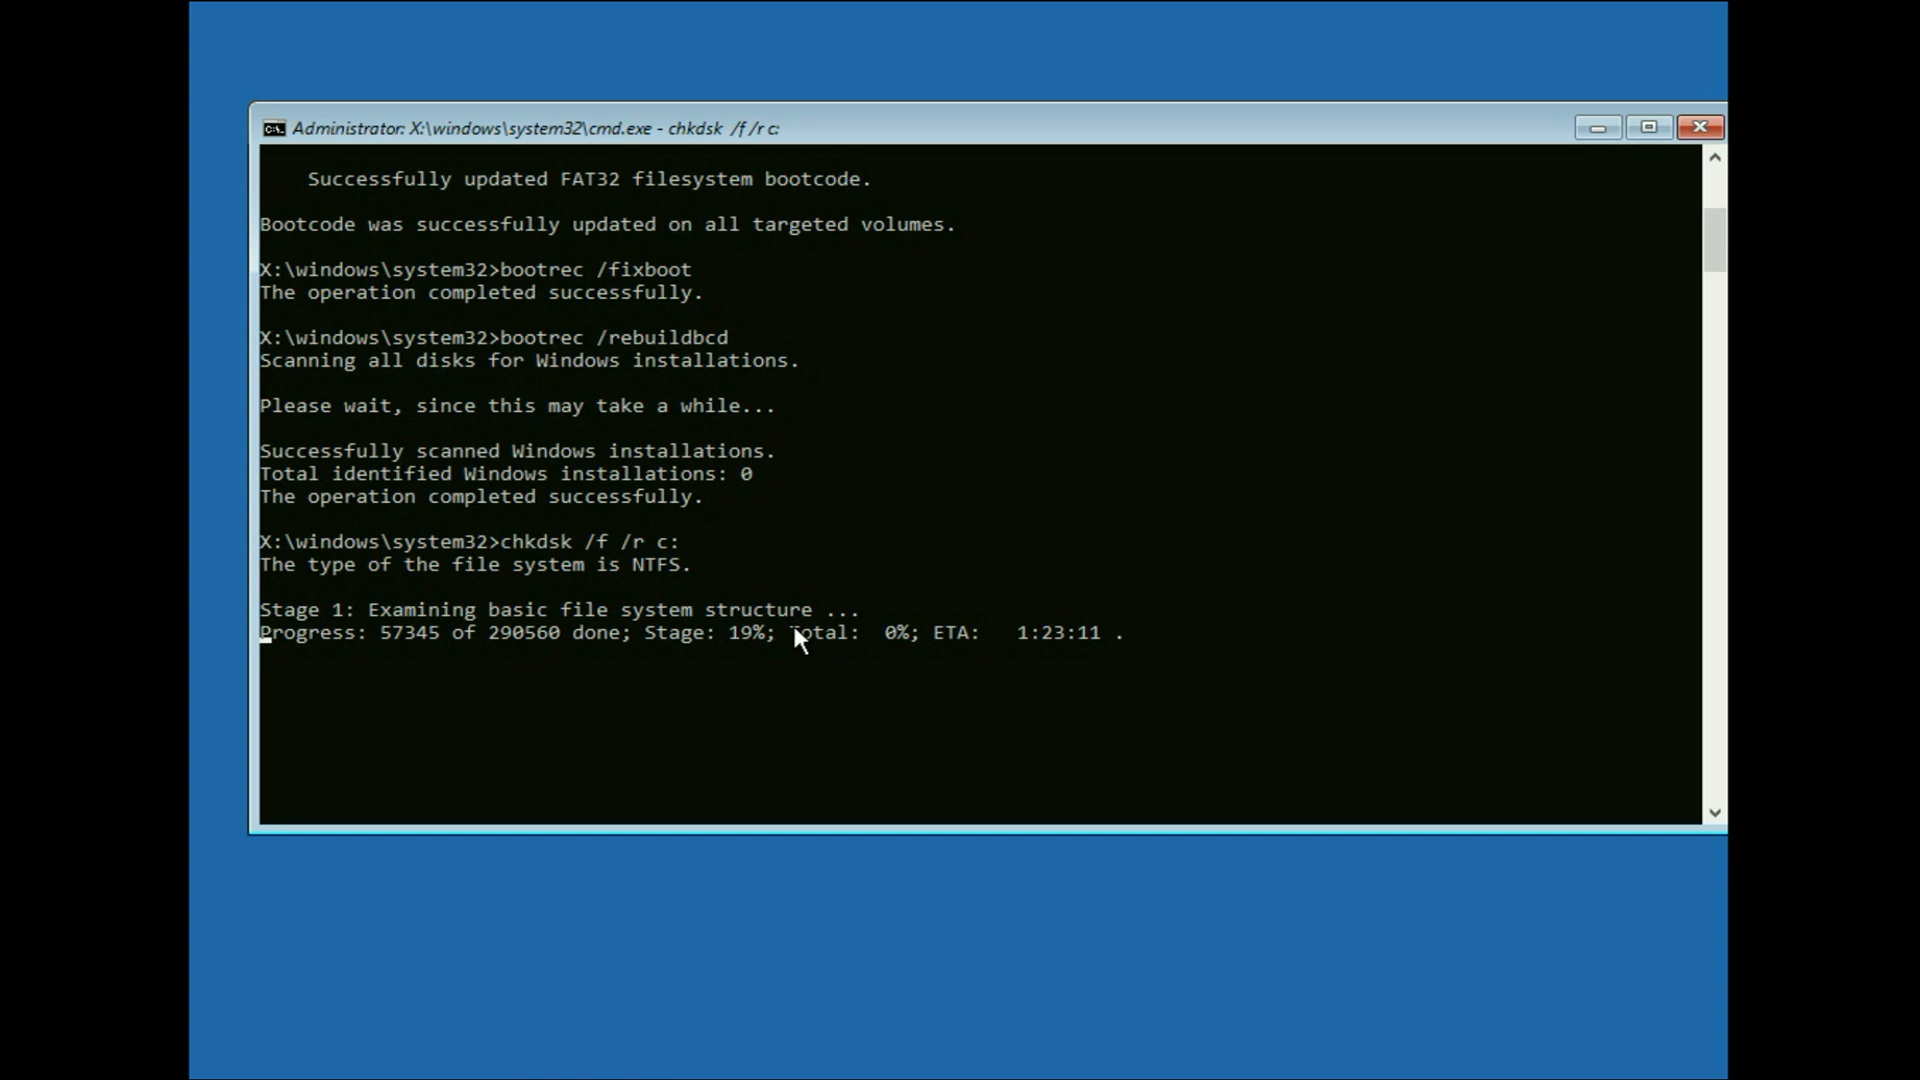 Administrator: X:\windows\system32\cmd.exe - chkdsk /f /r c:
Successfully updated FAT32 filesystem bootcode.
Bootcode was successfully updated on all targeted volumes.
X:\windows\system32>bootrec /fixboot
The operation completed successfully.
X:\windows\system32>bootrec /rebuildbcd
Scanning all disks for Windows installations.
Please wait, since this may take a while...
Successfully scanned Windows installations.
Total identified Windows installations: 0
The operation completed successfully.
X:\windows\system32>chkdsk /f /r c:
The type of the file system is NTFS.
Stage 1: Examining basic file system structure ...
Progress: 57345 of 290560 done; Stage: 19%; Total:  0%; ETA:   1:23:11 .